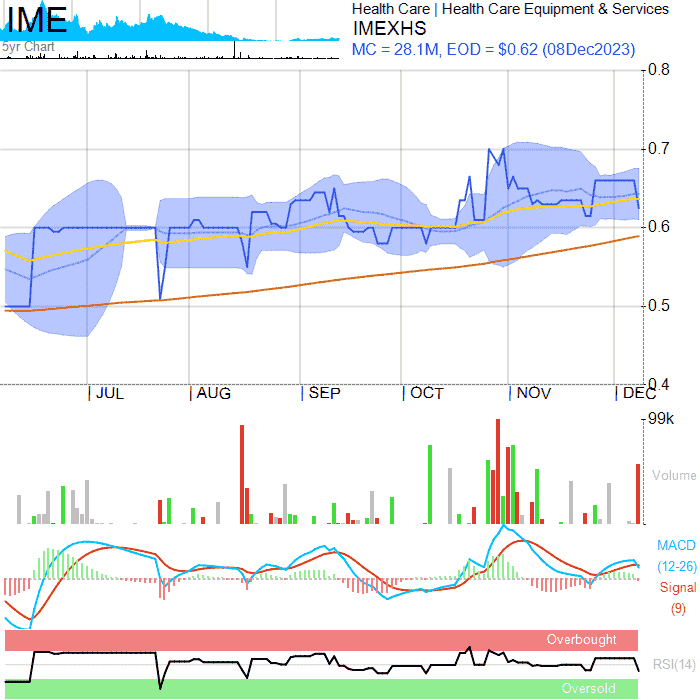 IME
5yr Chart
Health Care | Health Care Equipment & Services
IMEXHS
MC = 28.1M, EOD = $0.62 (08Dec2023)
0.8
0.7
0.6
0.5
0.4
JUL AUG SEP OCT NOV DEC
99k
Volume
MACD
(12-26)
Signal
(9)
Overbought
RSI(14)
Oversold